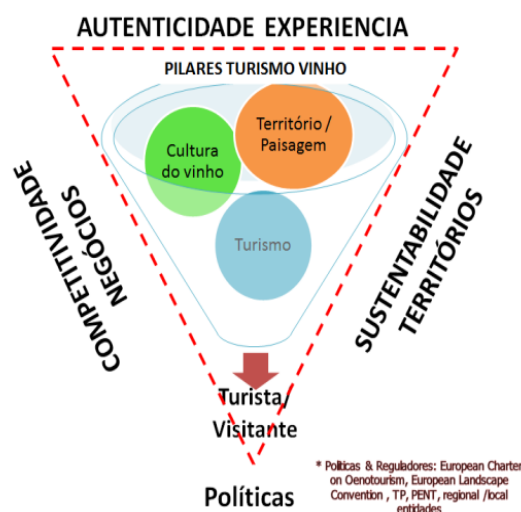 AUTENTICIDADE EXPERIENCIA
PILARES TURISMO VINHO
Território /
Paisagem
Cultura
do vinho
Turismo
COMPÉTITIVIDADE
NEGÓCIOS
SUSTENTABILIDADE
TERRITÓRIOS
Turista/
Visitante
Políticas
* Politicas & Reguladores: European Charter
on Oenotourism, European Landscape
Convention , TP, PENT, regional /local
entidades